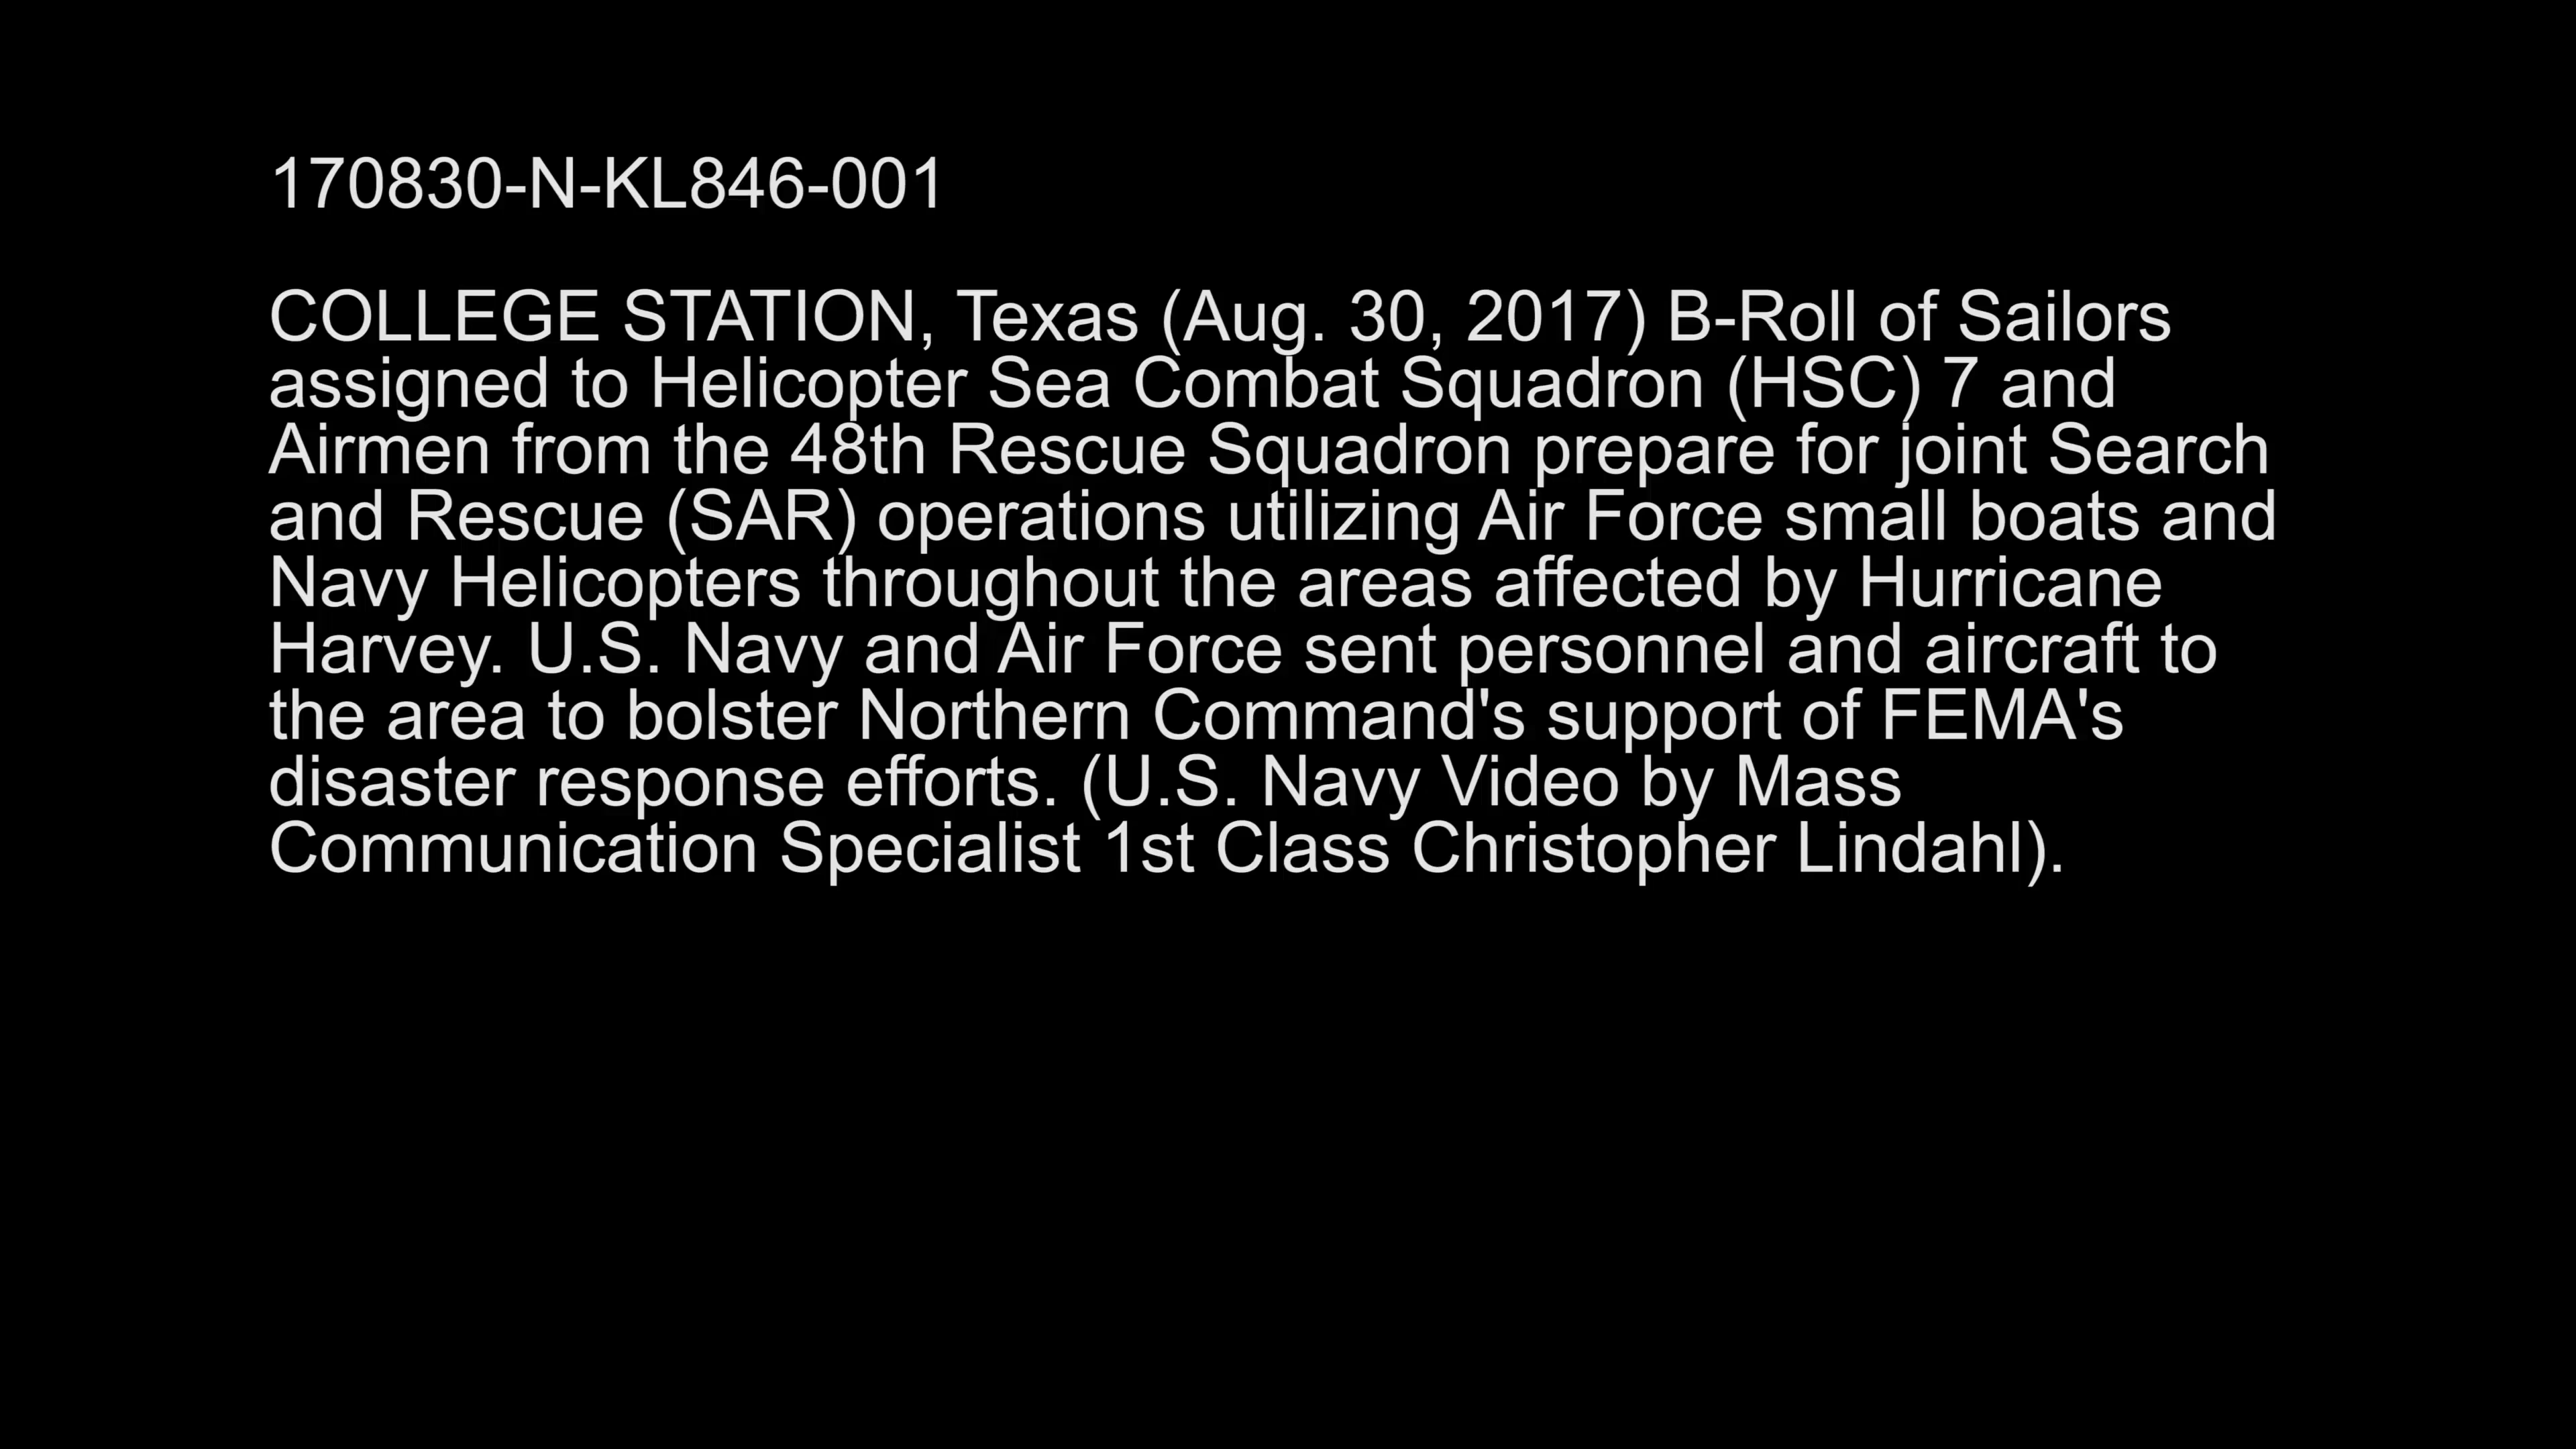 170830-N-KL846-001
COLLEGE STATION, Texas (Aug. 30, 2017) B-Roll of Sailors
assigned to Helicopter Sea Combat Squadron (HSC) 7 and
Airmen from the 48th Rescue Squadron prepare for joint Search
and Rescue (SAR) operations utilizing Air Force small boats and
Navy Helicopters throughout the areas affected by Hurricane
Harvey. U.S. Navy and Air Force sent personnel and aircraft to
the area to bolster Northern Command's support of FEMA's
disaster response efforts. (U.S. Navy Video by Mass
Communication Specialist 1st Class Christopher Lindahl).